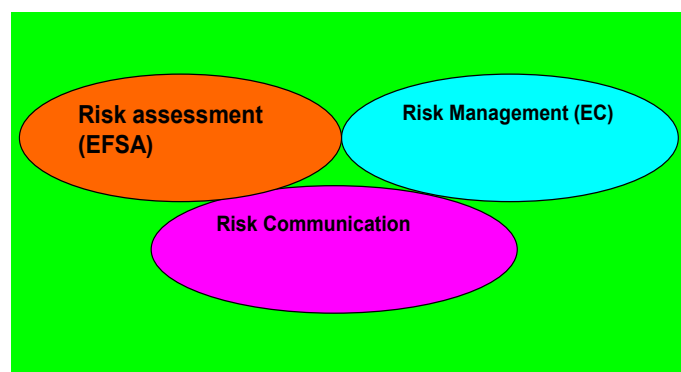 Risk assessment
(EFSA)
Risk Management (EC)
Risk Communication